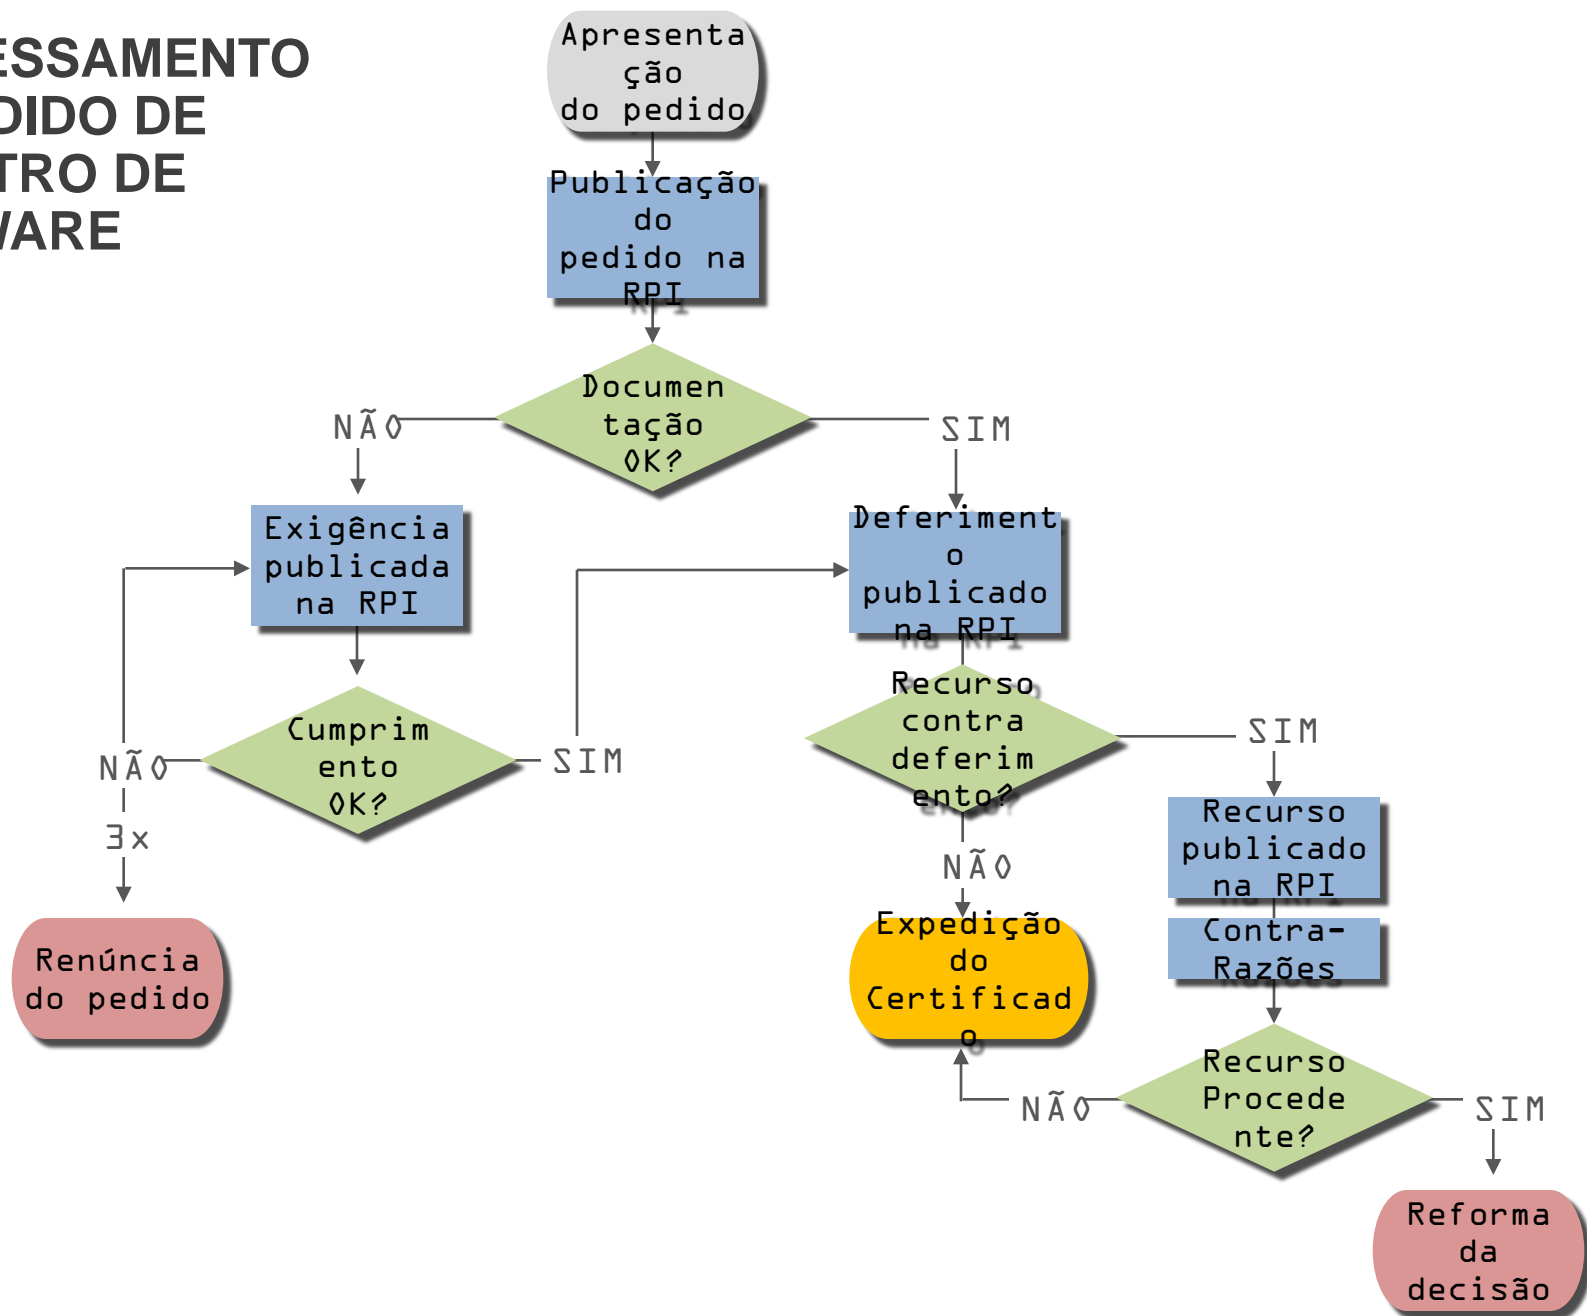 ESSAMENTO
DIDO DE
TRO DE
WARE
Apresenta
ção
do pedido
Publicação
do
pedido na
RPI
Documen
tação
OK?
NÃO
SIM
Exigência
publicada
na RPI
Deferiment
o
publicado
na RPI
Cumprim
ento
OK?
NÃO
SIM
3x
Renúncia
do pedido
Recurso
contra
deferim
ento?
SIM
NÃO
Recurso
publicado
na RPI
Contra-
Razões
Expedição
do
Certificad
o
Recurso
Procede
nte?
NÃO
SIM
Reforma
da
decisão